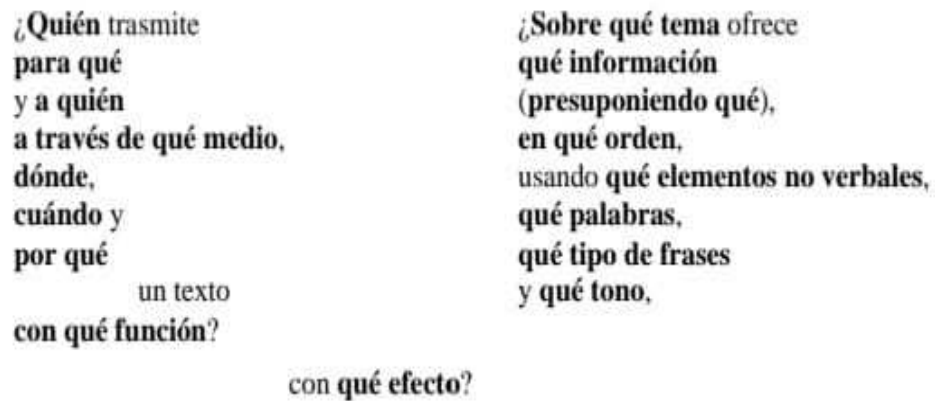 ¿Quién trasmite
para qué
y a quién
a través de qué medio,
dónde,
cuándo y
por qué
un texto
con qué función?
¿Sobre qué tema ofrece
qué información
(presuponiendo qué),
en qué orden,
usando qué elementos no verbales,
qué palabras,
qué tipo de frases
y qué tono,
con qué efecto?